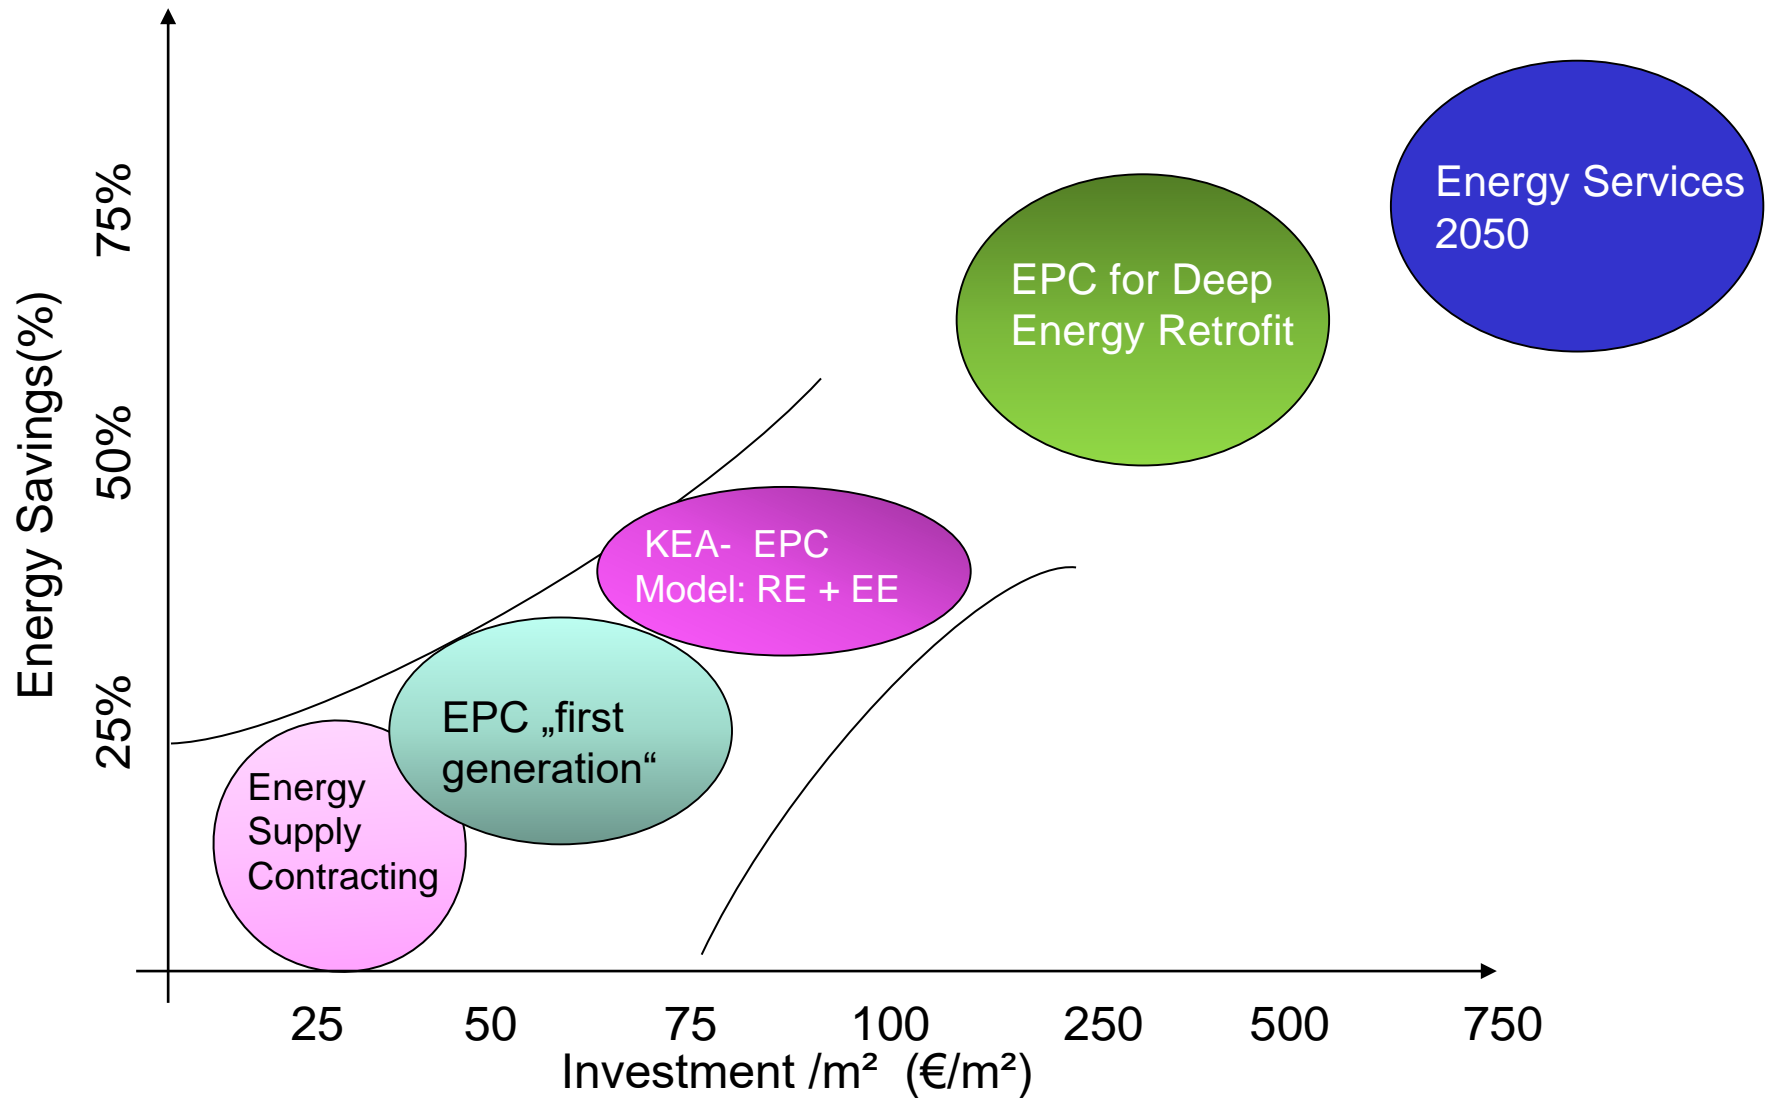 Energy Savings(%)
75%
50%
25%
Energy Services
2050
EPC for Deep
Energy Retrofit
KEA- EPC
Model: RE + EE
EPC „first
generation“
Energy
Supply
Contracting
25 50 75 100 250 500 750
Investment /m² (€/m²)